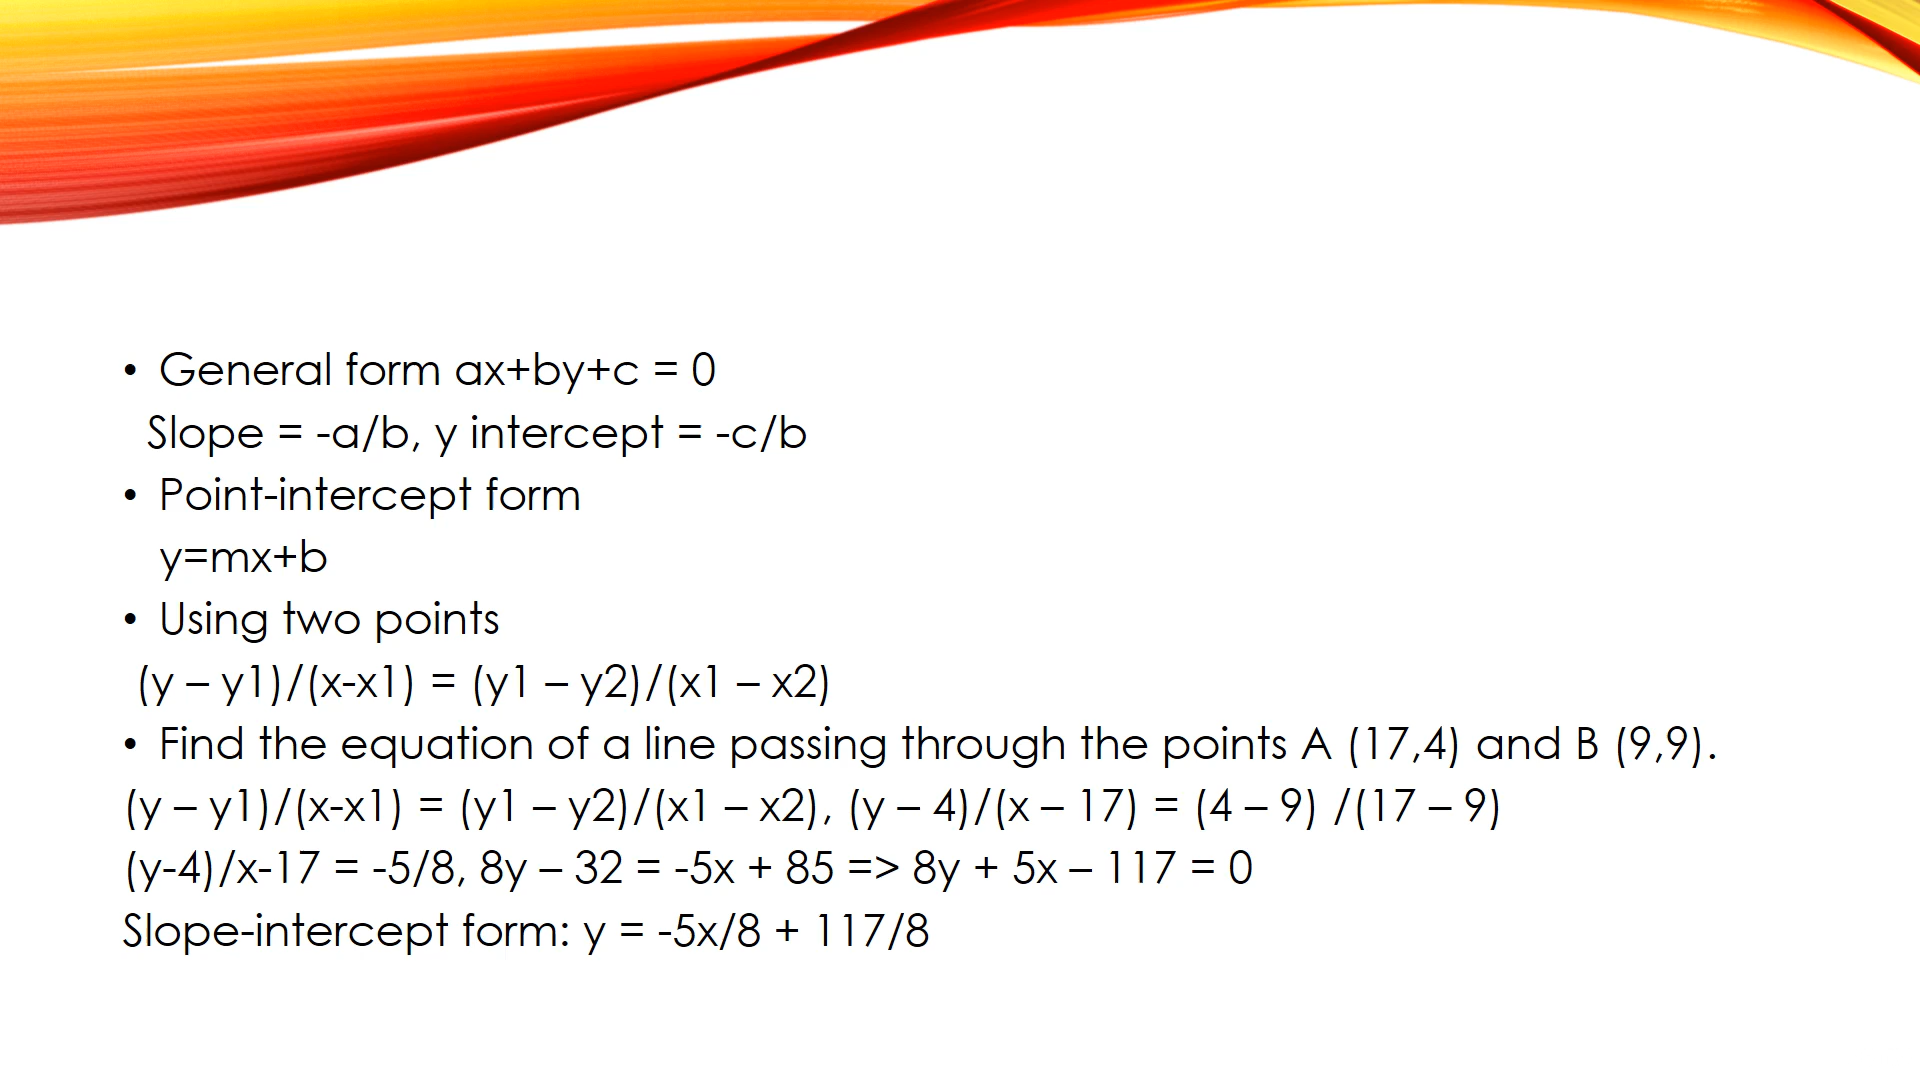 • General form ax+by+c = 0
Slope = -a/b, y intercept = -c/b
• Point-intercept form
y=mx+b
• Using two points
(y – y1)/(x-x1) = (y1 – y2)/(x1 – x2)
• Find the equation of a line passing through the points A (17,4) and B (9,9).
(y – y1)/(x-x1) = (y1 – y2)/(x1 – x2), (y – 4)/(x – 17) = (4 – 9) /(17 – 9)
(y-4)/x-17 = -5/8, 8y – 32 = -5x + 85 => 8y + 5x – 117 = 0
Slope-intercept form: y = -5x/8 + 117/8